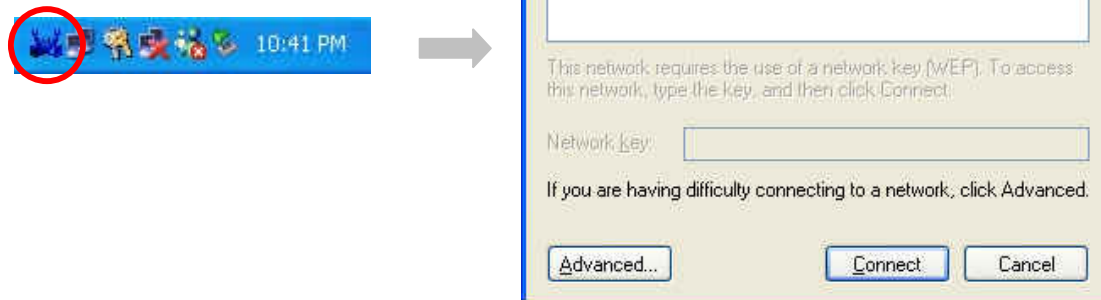 10:41 PM
This network requires the use of a network key (WEP). To access
this network, type the key, and then click Connect.
Network key:
If you are having difficulty connecting to a network, click Advanced.
Advanced...
Connect
Cancel